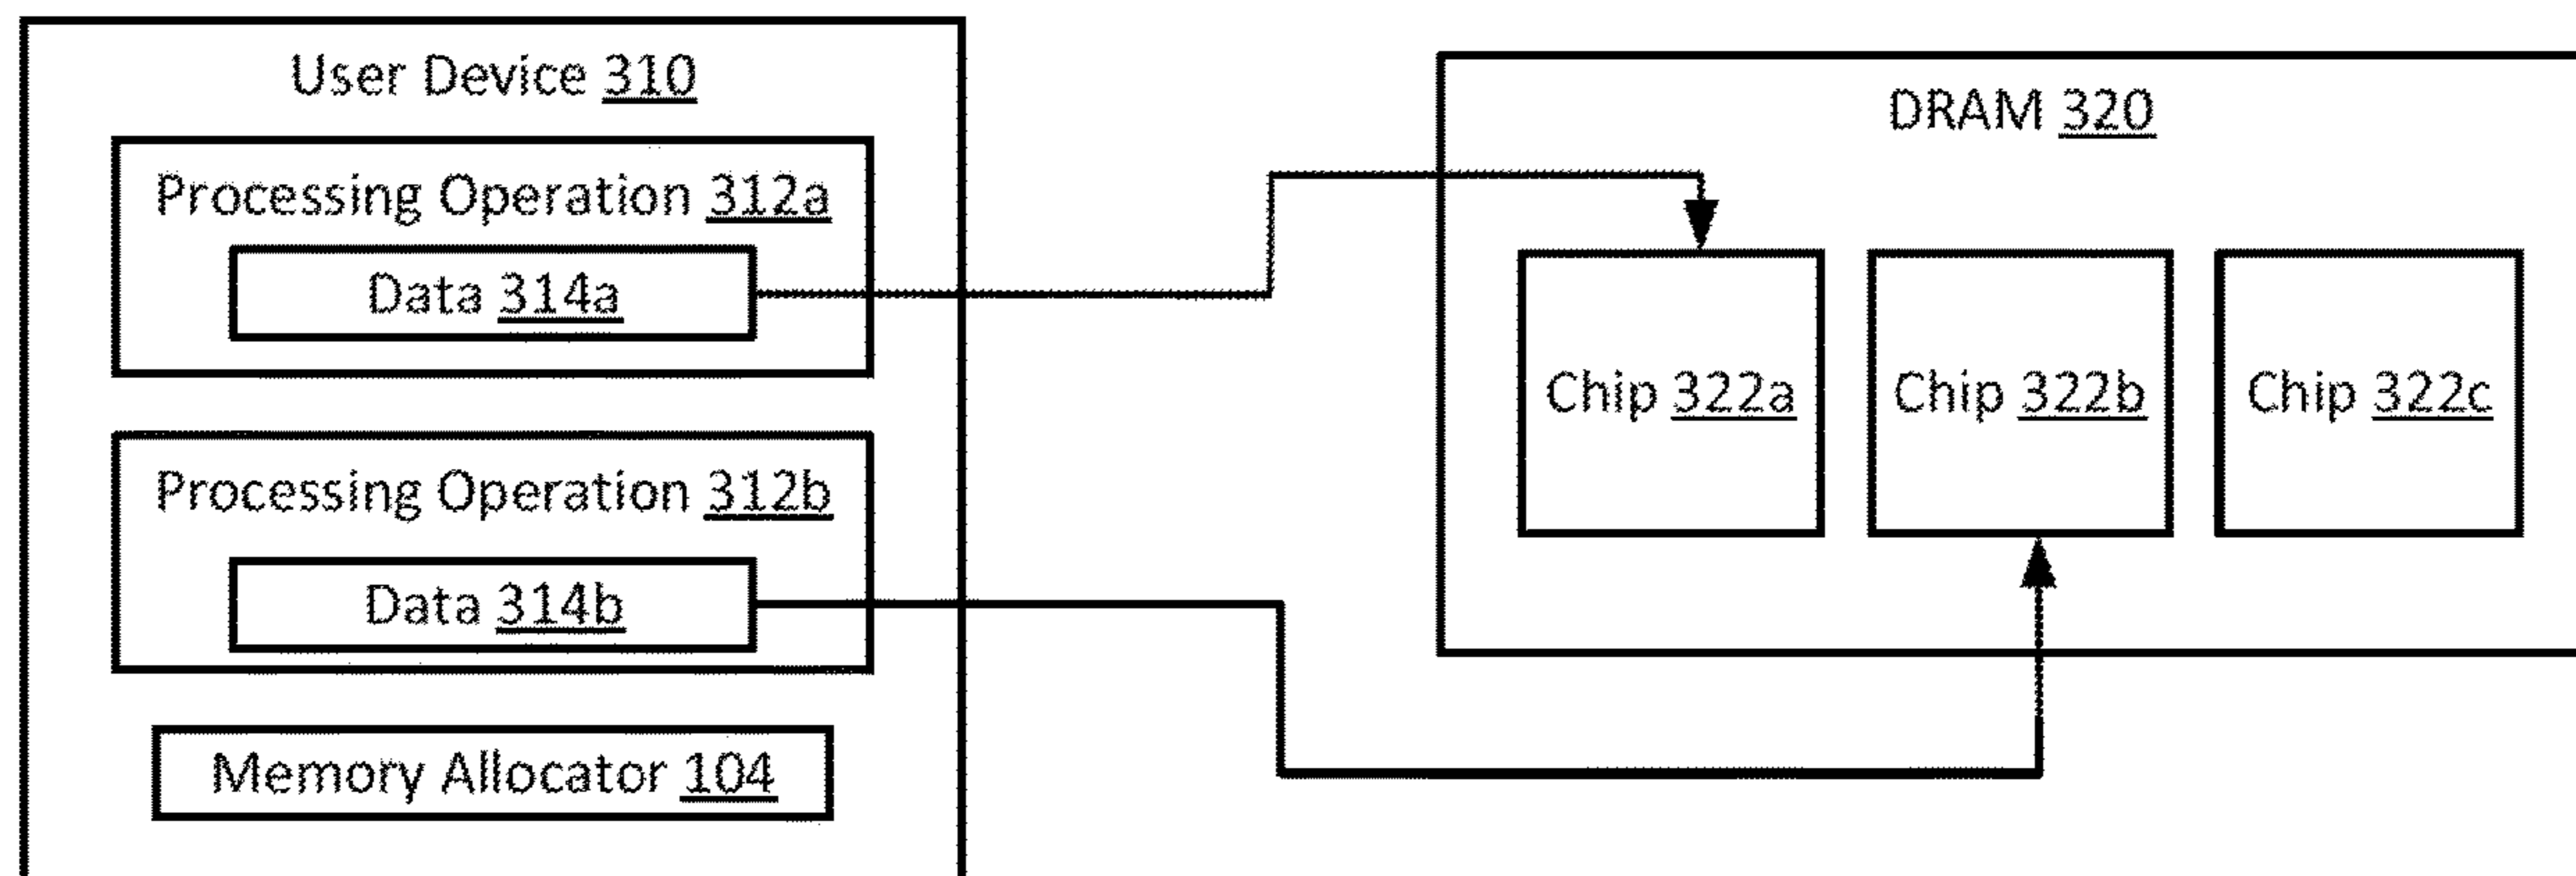 User Device 310
Processing Operation 312a
Data 314a
Processing Operation 312b
Data 314b
Memory Allocator 104
DRAM 320
Chip 322a
Chip 322b
Chip 322c